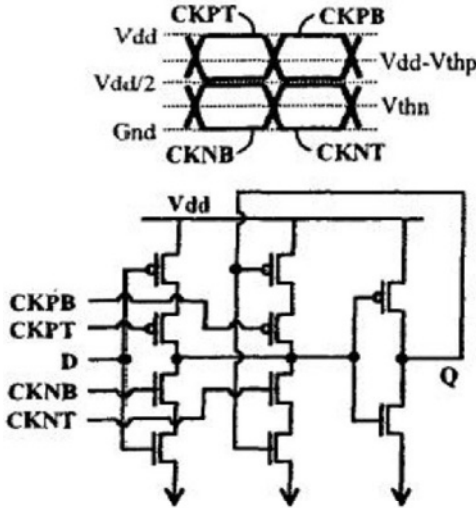 CKPT CKPB
Vdd
Vdd-Vthp
Vdd/2
Vthn
Gnd
CKNB CKNT
Vdd
CKPB
CKPT
D
Q
CKNB
CKNT